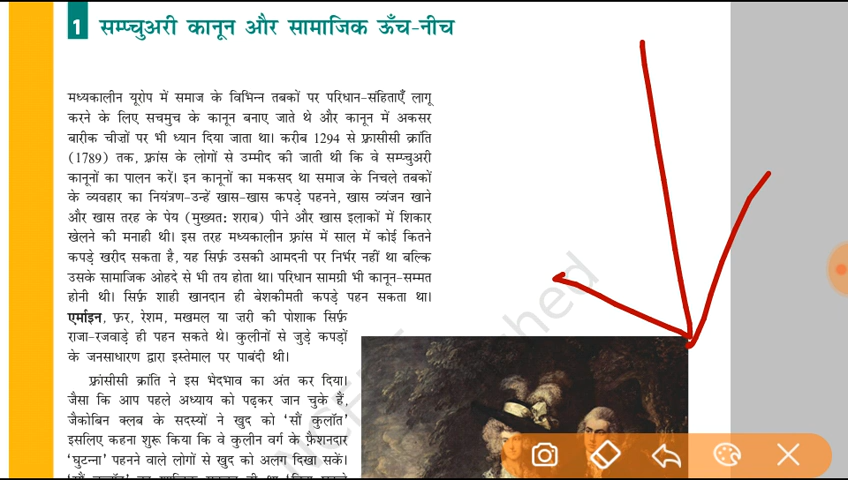 1 सम्प्चुअरी कानून और सामाजिक ऊँच-नीच
मध्यकालीन यूरोप में समाज के विभिन्न तबकों पर परिधान-संहिताएँ लागू
करने के लिए सचमुच के कानून बनाए जाते थे और कानून में अकसर
बारीक चीज़ों पर भी ध्यान दिया जाता था। करीब 1294 से फ़्रांसीसी क्रांति
(1789) तक, फ़्रांस के लोगों से उम्मीद की जाती थी कि वे सम्प्चुअरी
कानूनों का पालन करें। इन कानूनों का मकसद था समाज के निचले तबकों
के व्यवहार का नियंत्रण-उन्हें खास-खास कपड़े पहनने, खास व्यंजन खाने
और खास तरह के पेय (मुख्यत: शराब) पीने और खास इलाकों में शिकार
खेलने की मनाही थी। इस तरह मध्यकालीन फ़्रांस में साल में कोई कितने
कपड़े खरीद सकता है, यह सिर्फ़ उसकी आमदनी पर निर्भर नहीं था बल्कि
उसके सामाजिक ओहदे से भी तय होता था। परिधान सामग्री भी कानून-सम्मत
होनी थी। सिर्फ़ शाही खानदान ही बेशकीमती कपड़े पहन सकता था।
एर्माइन, फ़र, रेशम, मखमल या जरी की पोशाक सिर्फ़
राजा-रजवाड़े ही पहन सकते थे। कुलीनों से जुड़े कपड़ों
के जनसाधारण द्वारा इस्तेमाल पर पाबंदी थी।
फ़्रांसीसी क्रांति ने इस भेदभाव का अंत कर दिया।
जैसा कि आप पहले अध्याय को पढ़कर जान चुके हैं,
जैकोबिन क्लब के सदस्यों ने खुद को 'सौं कुलॉत'
इसलिए कहना शुरू किया कि वे कुलीन वर्ग के फ़ैशनदार
'घुटन्ना' पहनने वाले लोगों से खुद को अलग दिखा सकें।